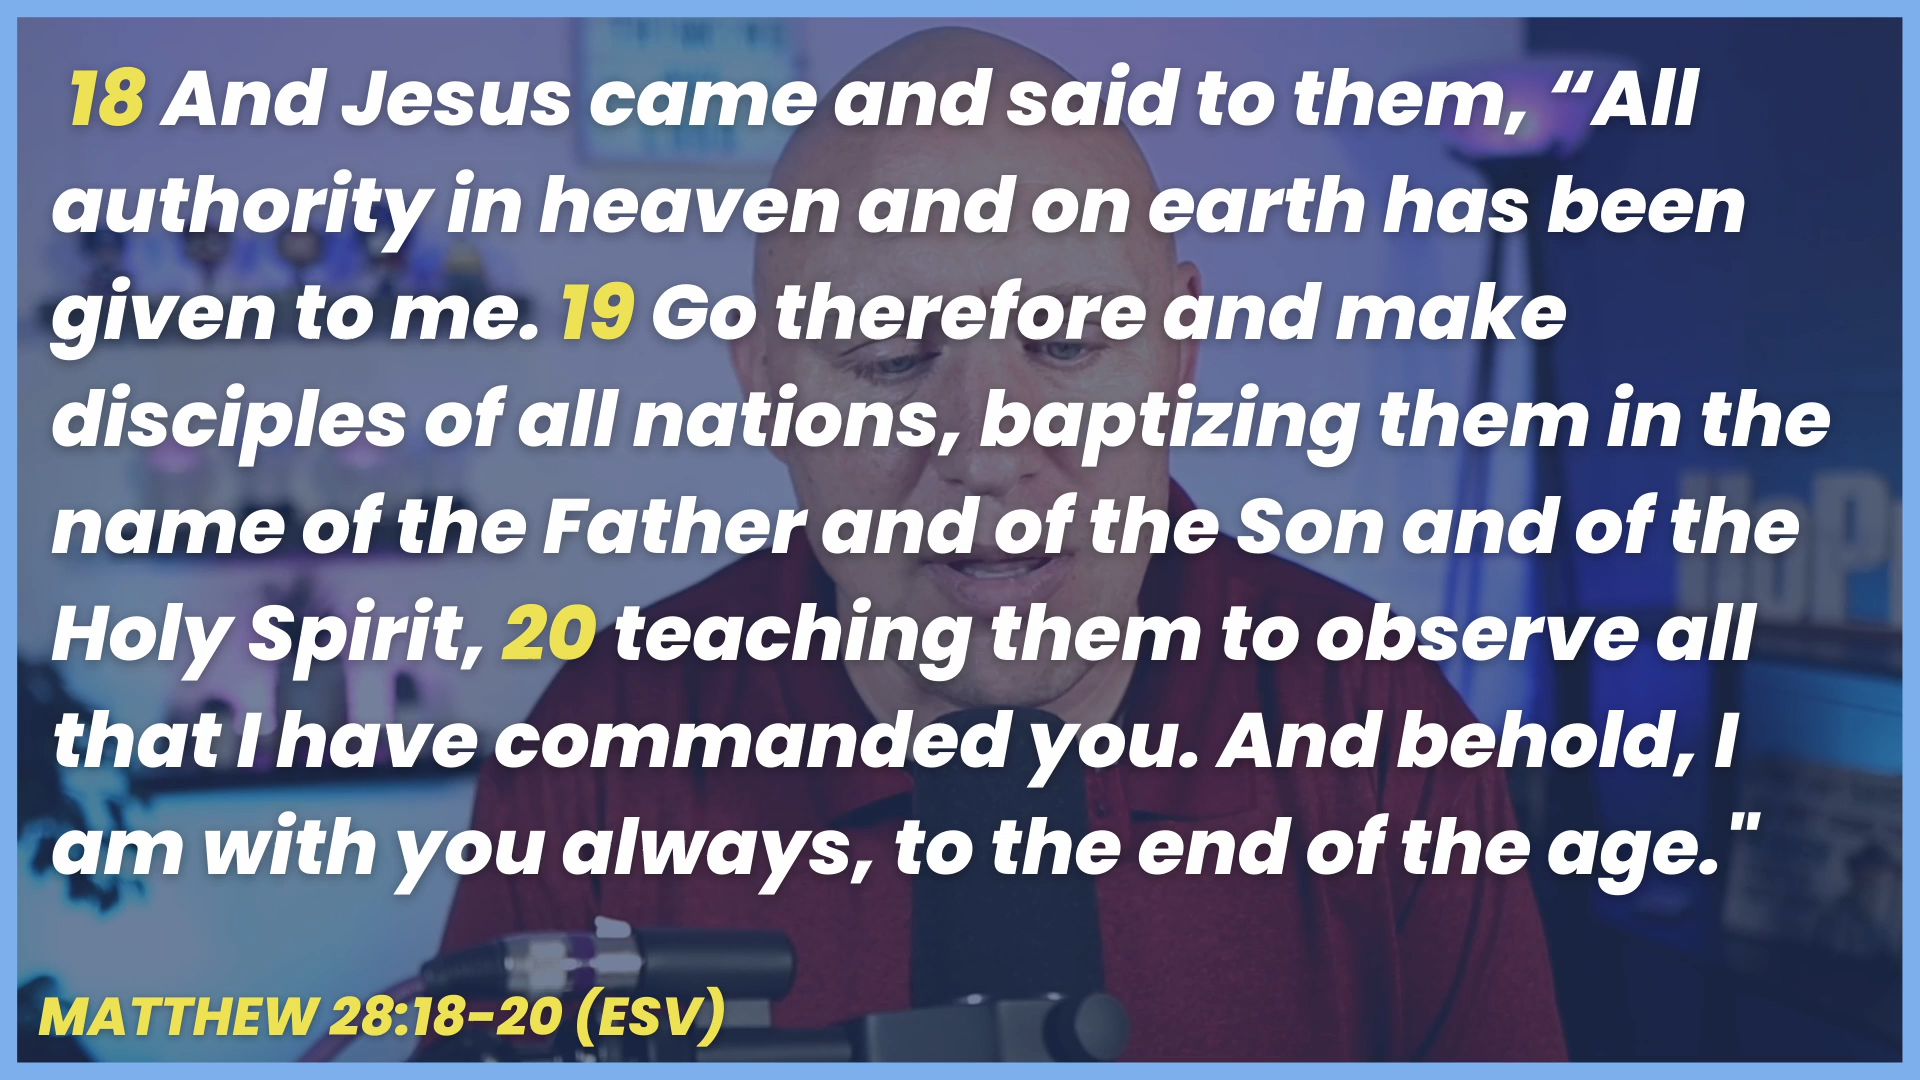 18 And Jesus came and said to them, “All
authority in heaven and on earth has been
given to me. 19 Go therefore and make
disciples of all nations, baptizing them in the
name of the Father and of the Son and of the
Holy Spirit, 20 teaching them to observe all
that I have commanded you. And behold, I
am with you always, to the end of the age."
MATTHEW 28:18-20 (ESV)